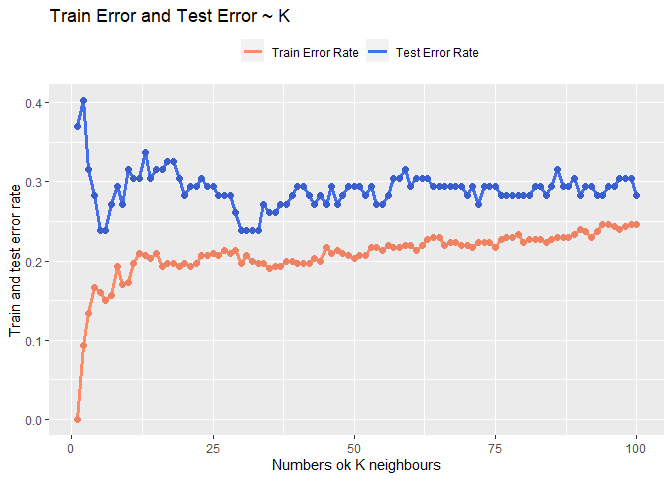 Train Error and Test Error ~ K
Train Error Rate Test Error Rate
Train and test error rate
0.4
0.3
0.2
0.1
0.0
0 25 50 75 100
Numbers ok K neighbours